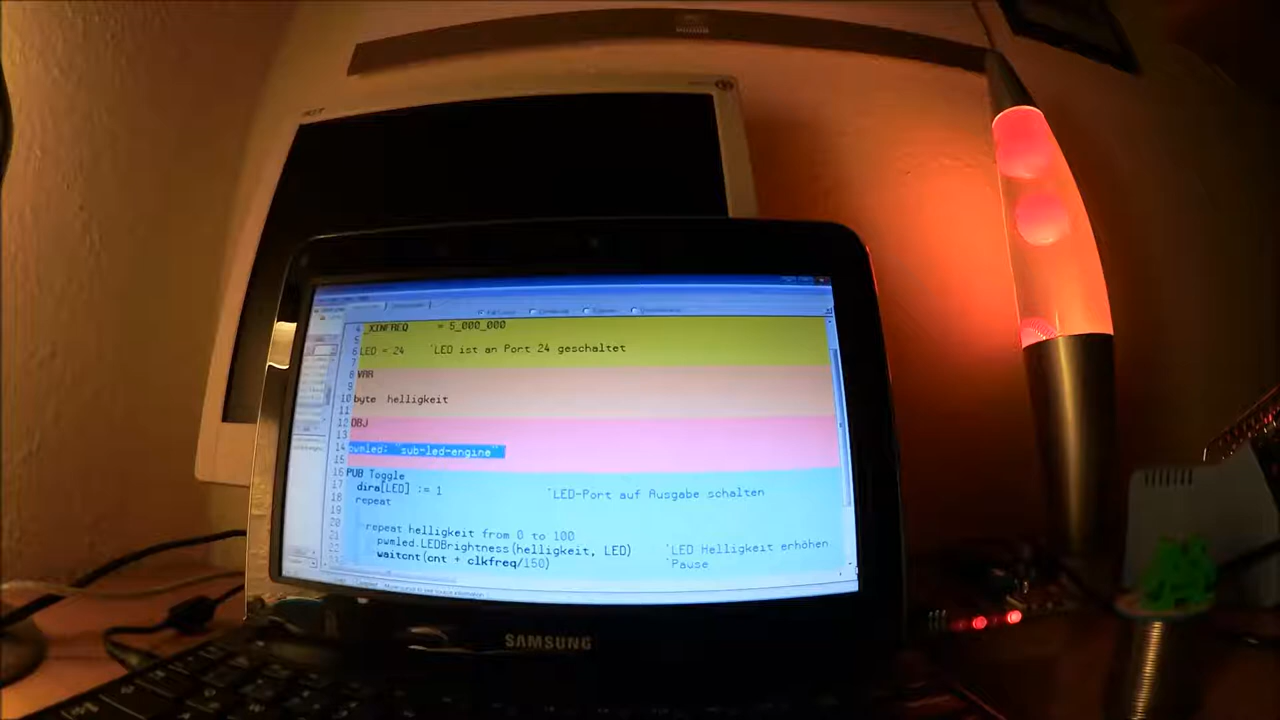 4 _XINFREQ = 5_000_000
5
6 LED = 24 'LED ist an Port 24 geschaltet
7
8 VAR
9
10 byte helligkeit
11
12 OBJ
13
14 pwmled: "sub-led-engine"
15
16 PUB Toggle
17 dira[LED] := 1 'LED-Port auf Ausgabe schalten
18 repeat
19
20 repeat helligkeit from 0 to 100
21 pwmled.LEDBrightness(helligkeit, LED) 'LED Helligkeit erhöhen
22 waitcnt(cnt + clkfreq/150) 'Pause
SAMSUNG